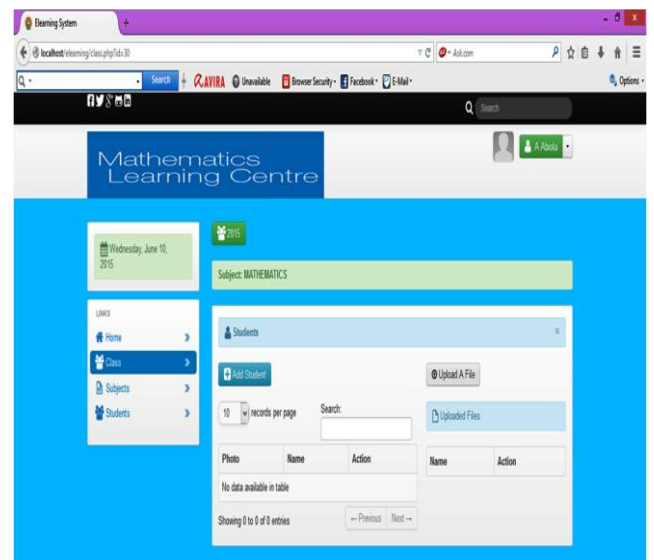 Elearning System
localhost/elearning/class.php?id=30
Ask.com
Search AVIRA Unavailable Browser Security Facebook E-Mail Options
Search
Mathematics
Learning Centre
A Abiola
Wednesday, June 10,
2015
2015
Subject: MATHEMATICS
LINKS
Home
Class
Subjects
Students
Students x
Add Student
Upload A File
10 records per page Search:
Uploaded Files
Photo Name Action
Name Action
No data available in table
Showing 0 to 0 of 0 entries
← Previous Next →